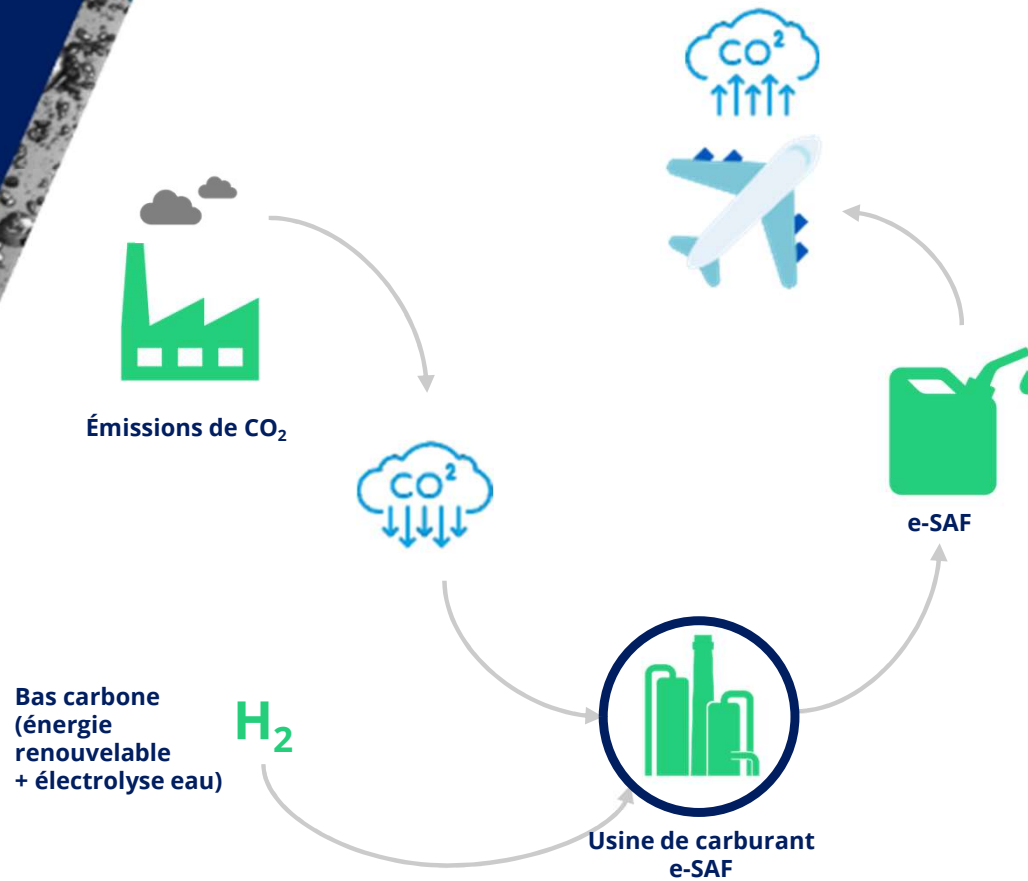 CO²
Émissions de CO₂
CO²
e-SAF
Bas carbone
(énergie
renouvelable
+ électrolyse eau)
H₂
Usine de carburant
e-SAF